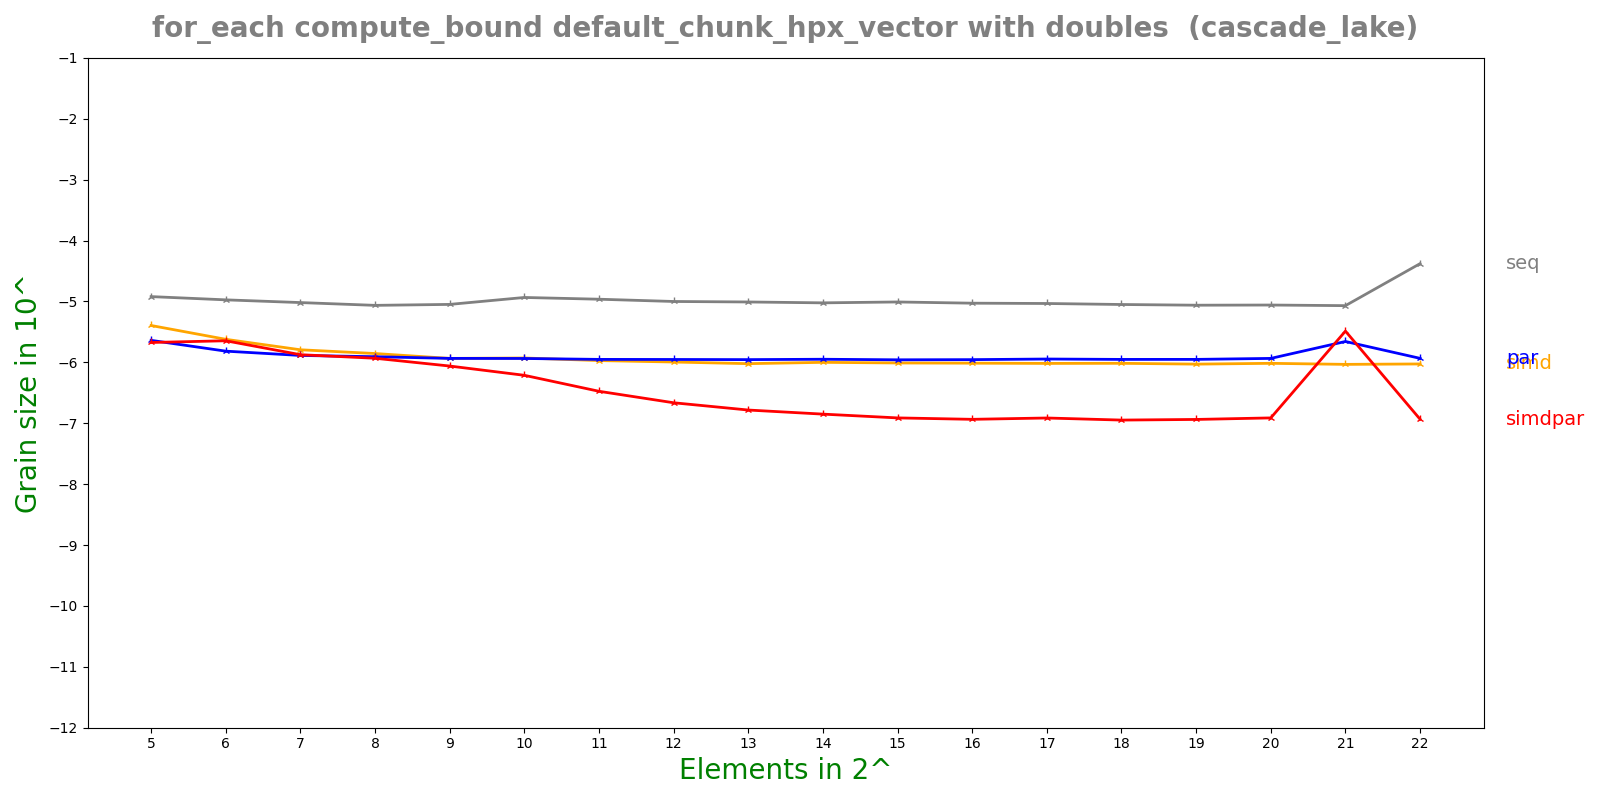 for_each compute_bound default_chunk_hpx_vector with doubles  (cascade_lake)
Grain size in 10^
−1
−2
−3
−4
−5
−6
−7
−8
−9
−10
−11
−12
seq
par
simd
simdpar
5 6 7 8 9 10 11 12 13 14 15 16 17 18 19 20 21 22
Elements in 2^